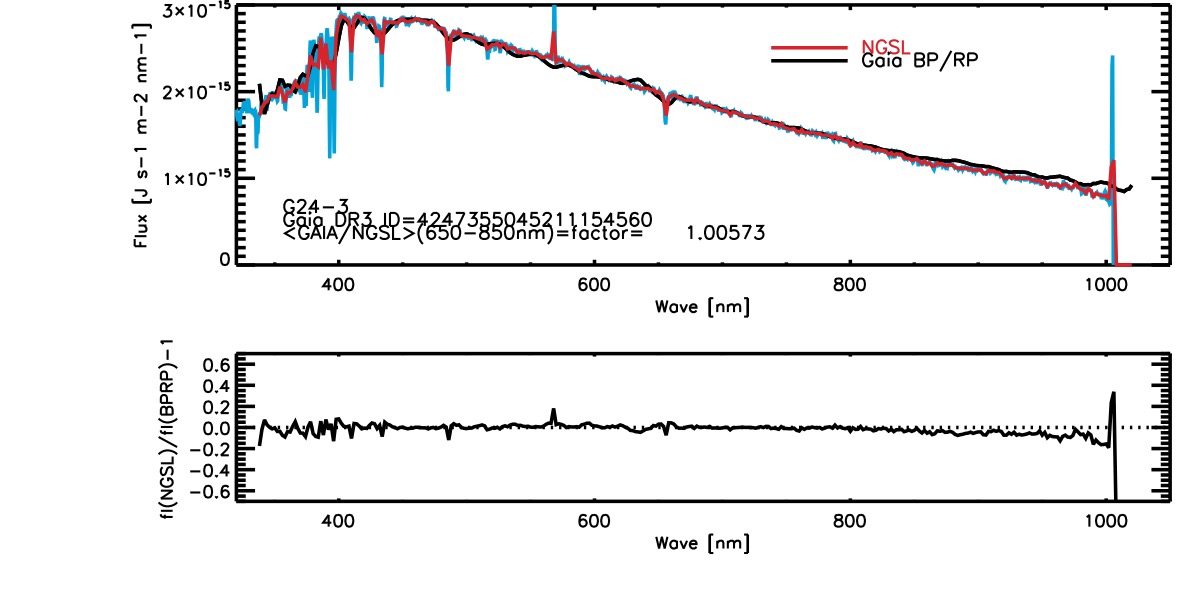 3×10−15
2×10−15
1×10−15
0
Flux [J s−1 m−2 nm−1]
NGSL
Gaia BP/RP
G24−3
Gaia DR3 ID=4247355045211154560
<GAIA/NGSL>(650−850nm)=factor= 1.00573
400 600 800 1000
Wave [nm]
0.6
0.4
0.2
0.0
−0.2
−0.4
−0.6
fl(NGSL)/fl(BPRP)−1
400 600 800 1000
Wave [nm]